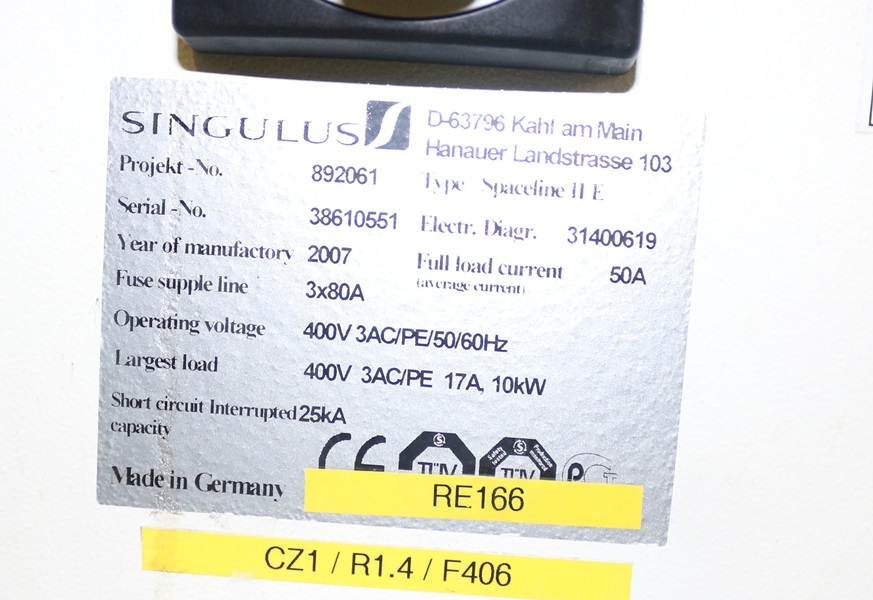 SINGULUS
D-63796 Kahl am Main
Hanauer Landstrasse 103
Projekt -No. 892061
Type Spaceline II E
Serial -No. 38610551
Electr. Diagr. 31400619
Year of manufactory 2007
Full load current 50A
(average current)
Fuse supply line 3x80A
Operating voltage 400V 3AC/PE/50/60Hz
Largest load 400V 3AC/PE 17A, 10kW
Short circuit Interrupted 25kA
capacity
CE TÜV TÜV
Made in Germany
RE166
CZ1 / R1.4 / F406